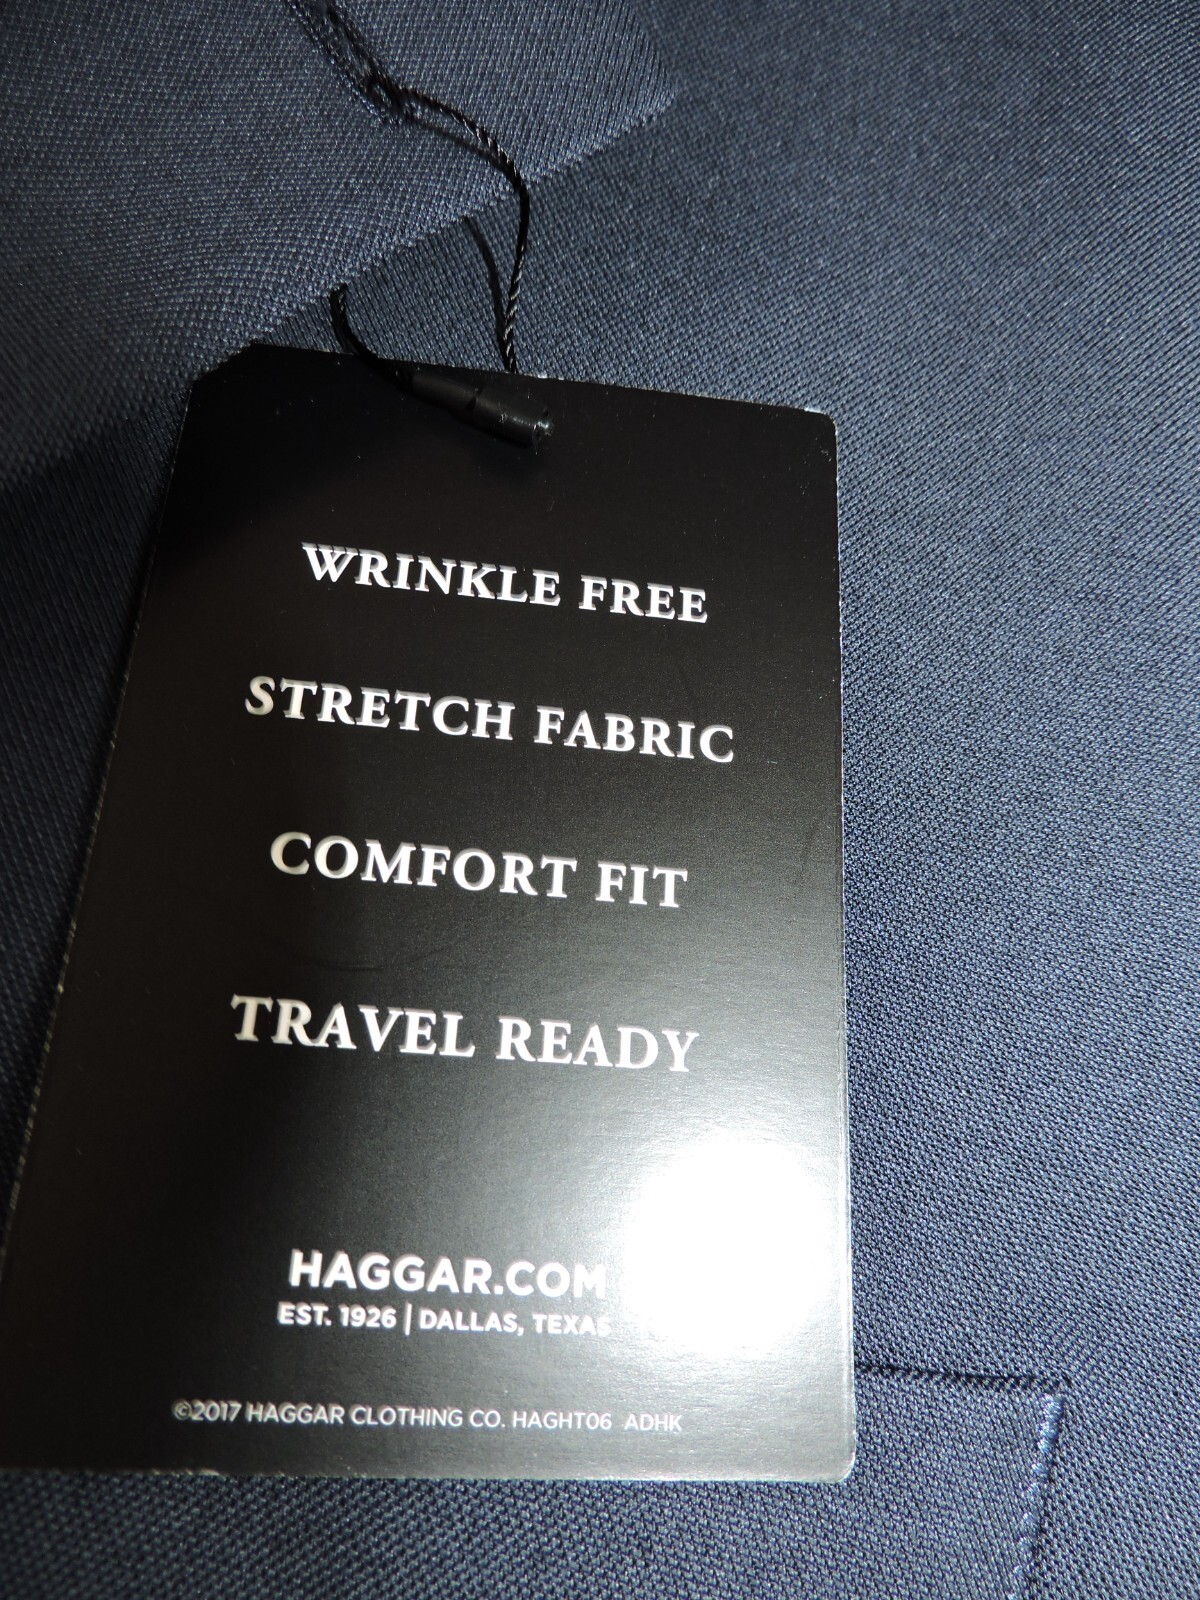 WRINKLE FREE
STRETCH FABRIC
COMFORT FIT
TRAVEL READY
HAGGAR.COM
EST. 1926 | DALLAS, TEXAS
©2017 HAGGAR CLOTHING CO. HAGHT06 ADHK